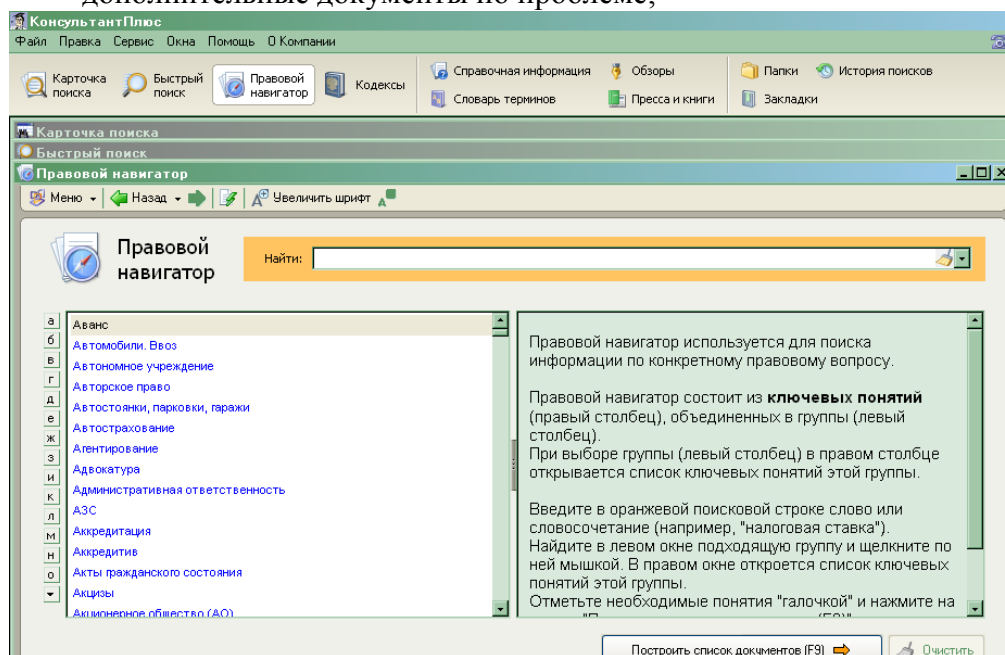 дополнительные документы по проблеме;
КонсультантПлюс
Файл Правка Сервис Окна Помощь О Компании
Карточка поиска
Быстрый поиск
Правовой навигатор
Кодексы
Справочная информация
Обзоры
Папки
История поисков
Словарь терминов
Пресса и книги
Закладки
Карточка поиска
Быстрый поиск
Правовой навигатор
Меню Назад Увеличить шрифт
Правовой
навигатор
Найти:
а
б
в
г
д
е
ж
з
и
к
л
м
н
о
Аванс
Автомобили. Ввоз
Автономное учреждение
Авторское право
Автостоянки, парковки, гаражи
Автострахование
Агентирование
Адвокатура
Административная ответственность
АЗС
Аккредитация
Аккредитив
Акты гражданского состояния
Акцизы
Акционерное общество (АО)
Правовой навигатор используется для поиска
информации по конкретному правовому вопросу.
Правовой навигатор состоит из ключевых понятий
(правый столбец), объединенных в группы (левый
столбец).
При выборе группы (левый столбец) в правом столбце
открывается список ключевых понятий этой группы.
Введите в оранжевой поисковой строке слово или
словосочетание (например, "налоговая ставка").
Найдите в левом окне подходящую группу и щелкните по
ней мышкой. В правом окне откроется список ключевых
понятий этой группы.
Отметьте необходимые понятия "галочкой" и нажмите на
Построить список документов (F9)
Очистить